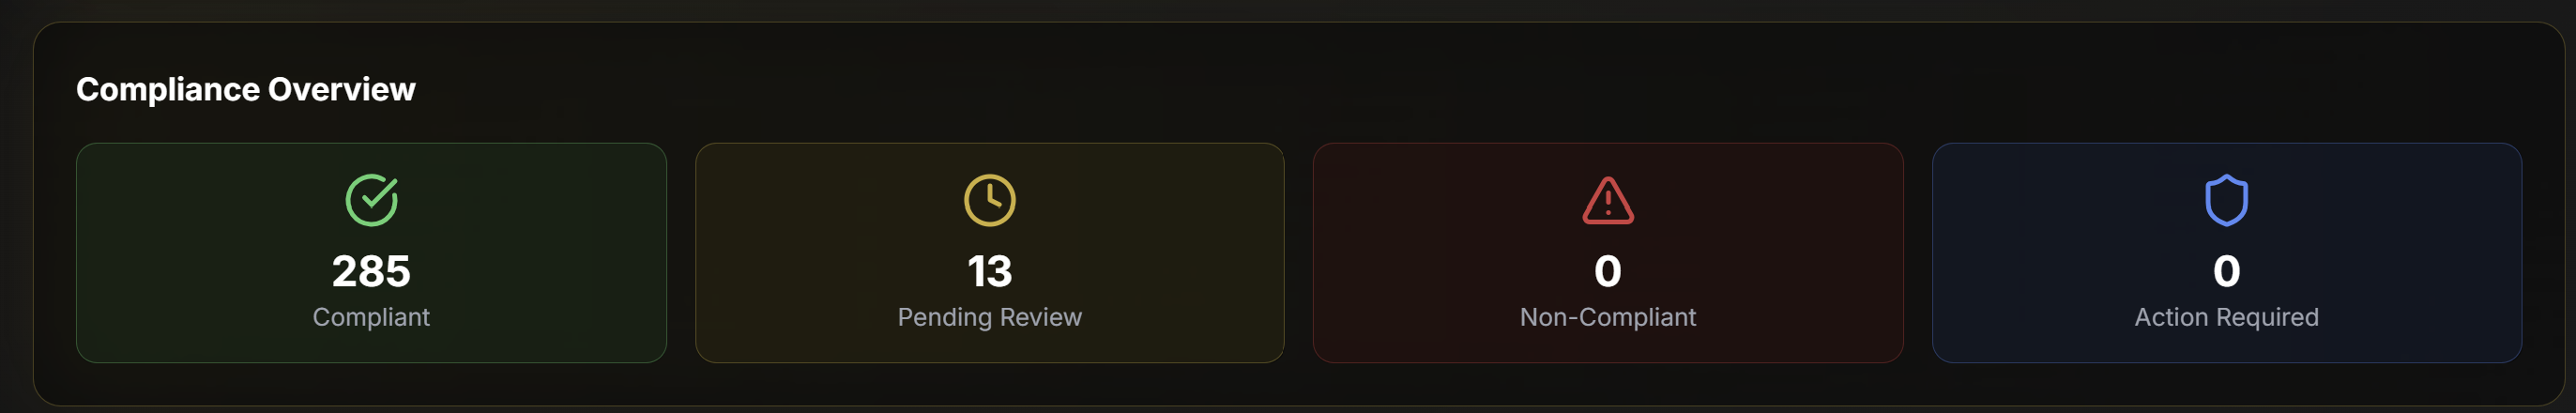 Compliance Overview
285
Compliant
13
Pending Review
0
Non-Compliant
0
Action Required